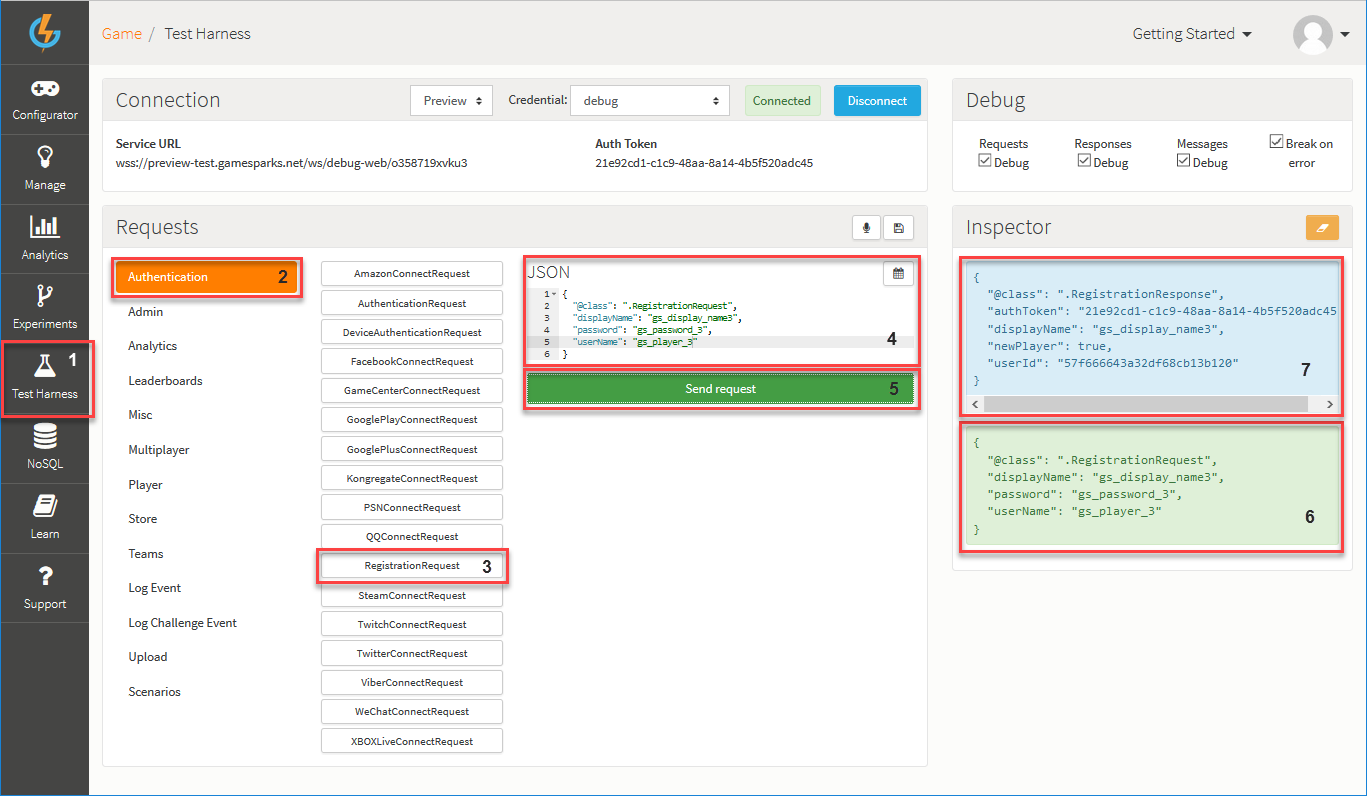 Game / Test Harness
Getting Started
Configurator
Manage
Analytics
Experiments
1
Test Harness
NoSQL
Learn
Support
Connection
Preview
Credential:
debug
Connected
Disconnect
Service URL
wss://preview-test.gamesparks.net/ws/debug-web/o358719xvku3
Auth Token
21e92cd1-c1c9-48aa-8a14-4b5f520adc45
Debug
Requests
Debug
Responses
Debug
Messages
Debug
Break on
error
Requests
Authentication 2
Admin
Analytics
Leaderboards
Misc
Multiplayer
Player
Store
Teams
Log Event
Log Challenge Event
Upload
Scenarios
AmazonConnectRequest
AuthenticationRequest
DeviceAuthenticationRequest
FacebookConnectRequest
GameCenterConnectRequest
GooglePlayConnectRequest
GooglePlusConnectRequest
KongregateConnectRequest
PSNConnectRequest
QQConnectRequest
RegistrationRequest 3
SteamConnectRequest
TwitchConnectRequest
TwitterConnectRequest
ViberConnectRequest
WeChatConnectRequest
XBOXLiveConnectRequest
JSON
1 {
2 "@class": ".RegistrationRequest",
3 "displayName": "gs_display_name3",
4 "password": "gs_password_3",
5 "userName": "gs_player_3"
6 }
4
Send request 5
Inspector
{
"@class": ".RegistrationResponse",
"authToken": "21e92cd1-c1c9-48aa-8a14-4b5f520adc45
"displayName": "gs_display_name3",
"newPlayer": true,
"userId": "57f666643a32df68cb13b120"
}
7
{
"@class": ".RegistrationRequest",
"displayName": "gs_display_name3",
"password": "gs_password_3",
"userName": "gs_player_3"
}
6